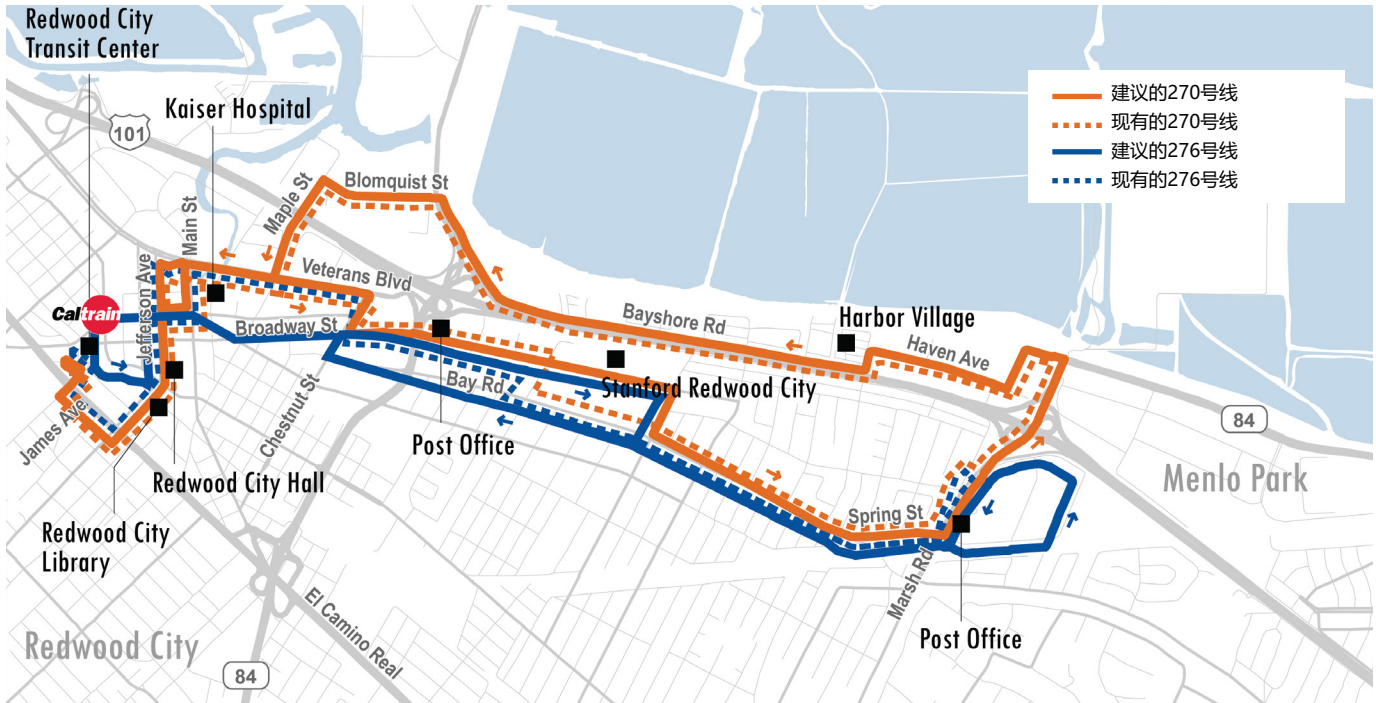 Redwood City
Transit Center
Kaiser Hospital
101
建议的270号线
现有的270号线
建议的276号线
现有的276号线
Blomquist St
Maple St
Main St
Veterans Blvd
Jefferson Ave
Caltrain
Broadway St
Bayshore Rd
Harbor Village
Haven Ave
Stanford Redwood City
Bay Rd
Chestnut St
James Ave
Post Office
84
Menlo Park
Redwood City Hall
Redwood City
Library
Spring St
Marsh Rd
El Camino Real
Post Office
Redwood City
84